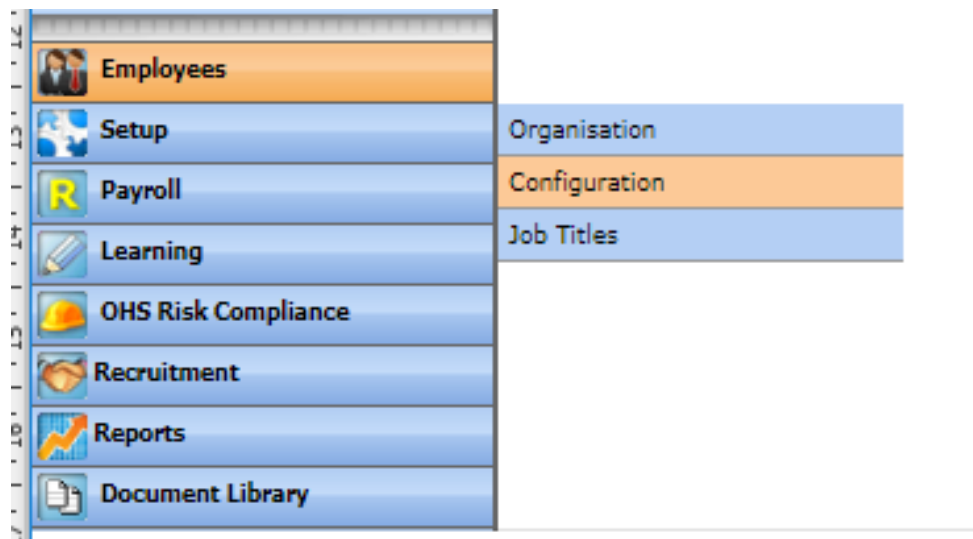 Employees
Setup
Organisation
Payroll
Configuration
Learning
Job Titles
OHS Risk Compliance
Recruitment
Reports
Document Library